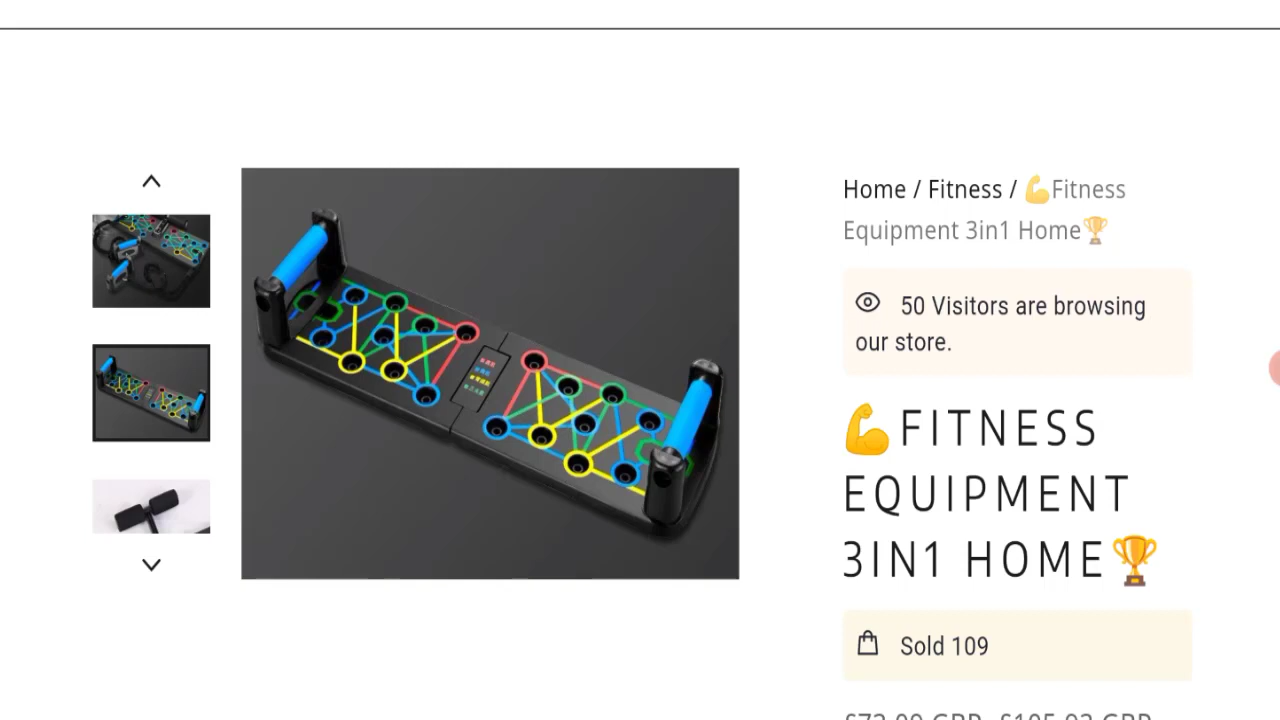 Home / Fitness / 💪Fitness
Equipment 3in1 Home🏆
50 Visitors are browsing
our store.
💪FITNESS
EQUIPMENT
3IN1 HOME🏆
Sold 109